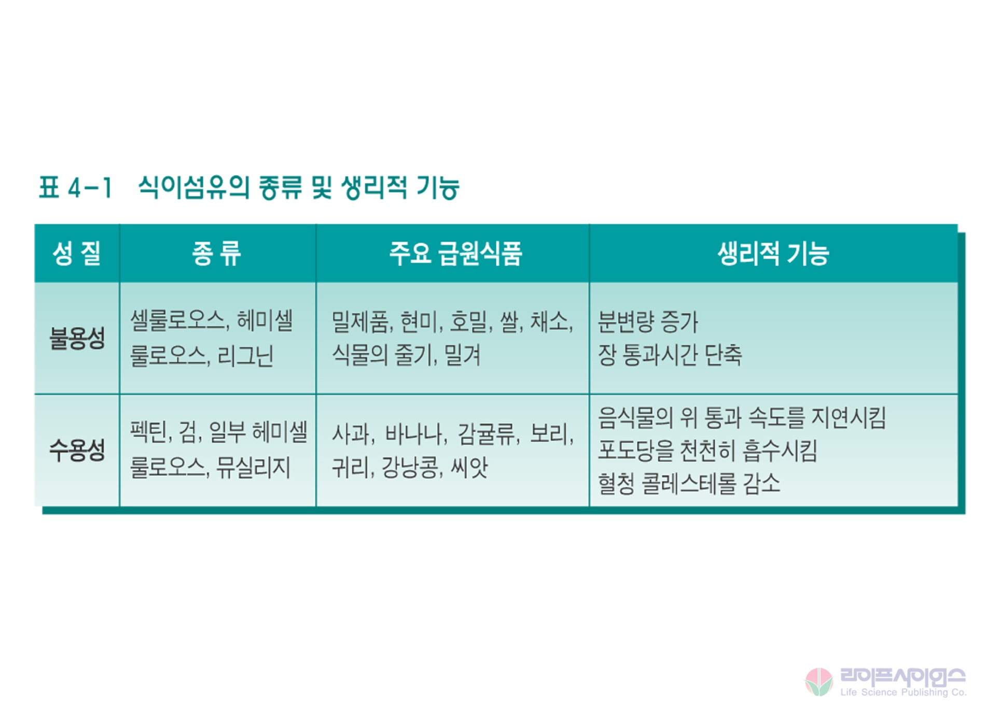 표 4-1 식이섬유의 종류 및 생리적 기능
성 질
종 류
주요 급원식품
생리적 기능
불용성
셀룰로오스, 헤미셀
룰로오스, 리그닌
밀제품, 현미, 호밀, 쌀, 채소,
식물의 줄기, 밀겨
분변량 증가
장 통과시간 단축
수용성
펙틴, 검, 일부 헤미셀
룰로오스, 뮤실리지
사과, 바나나, 감귤류, 보리,
귀리, 강낭콩, 씨앗
음식물의 위 통과 속도를 지연시킴
포도당을 천천히 흡수시킴
혈청 콜레스테롤 감소
라이프사이언스
Life Science Publishing Co.